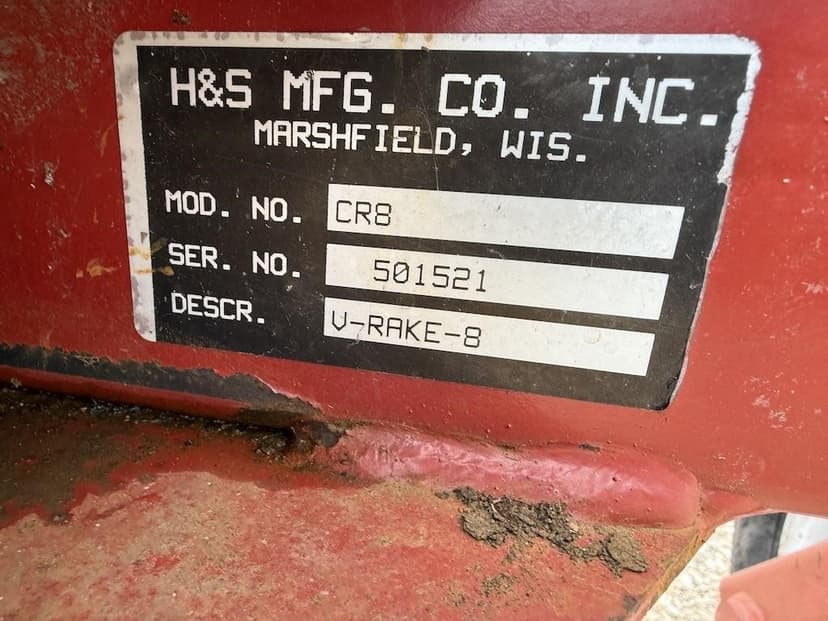 H&S MFG. CO. INC.
MARSHFIELD, WIS.
MOD. NO. CR8
SER. NO. 501521
DESCR. V-RAKE-8